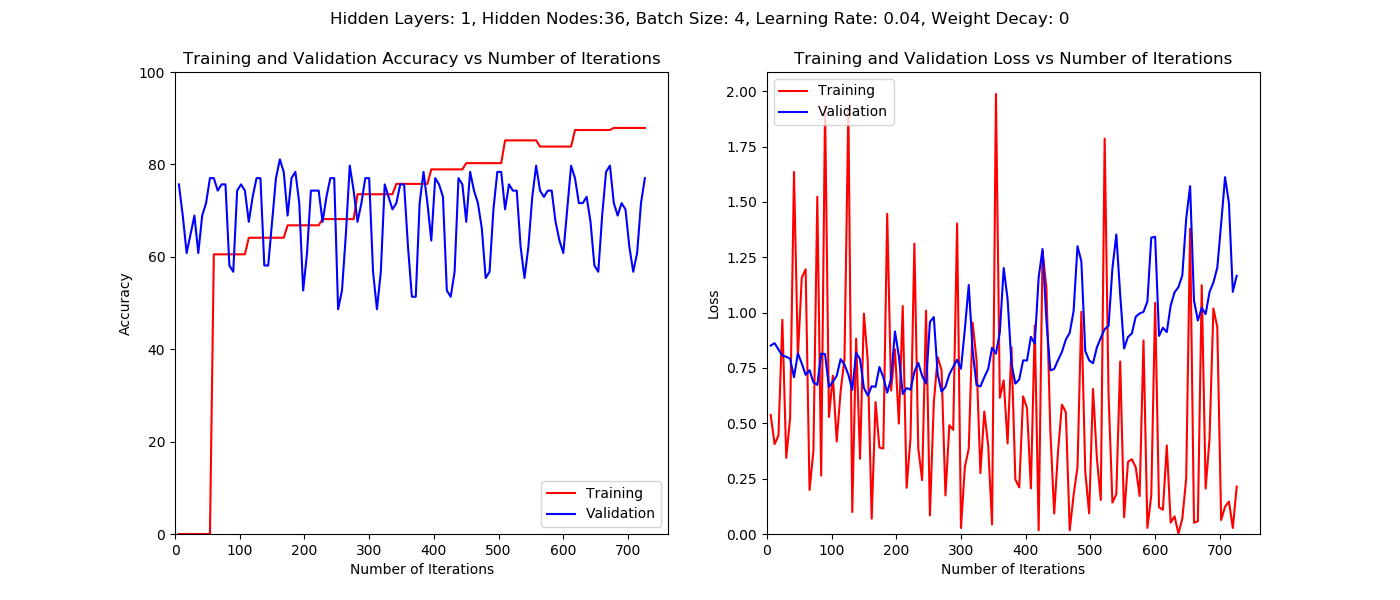 Hidden Layers: 1, Hidden Nodes:36, Batch Size: 4, Learning Rate: 0.04, Weight Decay: 0
Training and Validation Accuracy vs Number of Iterations
100
80
60
40
20
0
Accuracy
0 100 200 300 400 500 600 700
Number of Iterations
Training
Validation
Training and Validation Loss vs Number of Iterations
Training
Validation
2.00
1.75
1.50
1.25
1.00
0.75
0.50
0.25
0.00
Loss
0 100 200 300 400 500 600 700
Number of Iterations